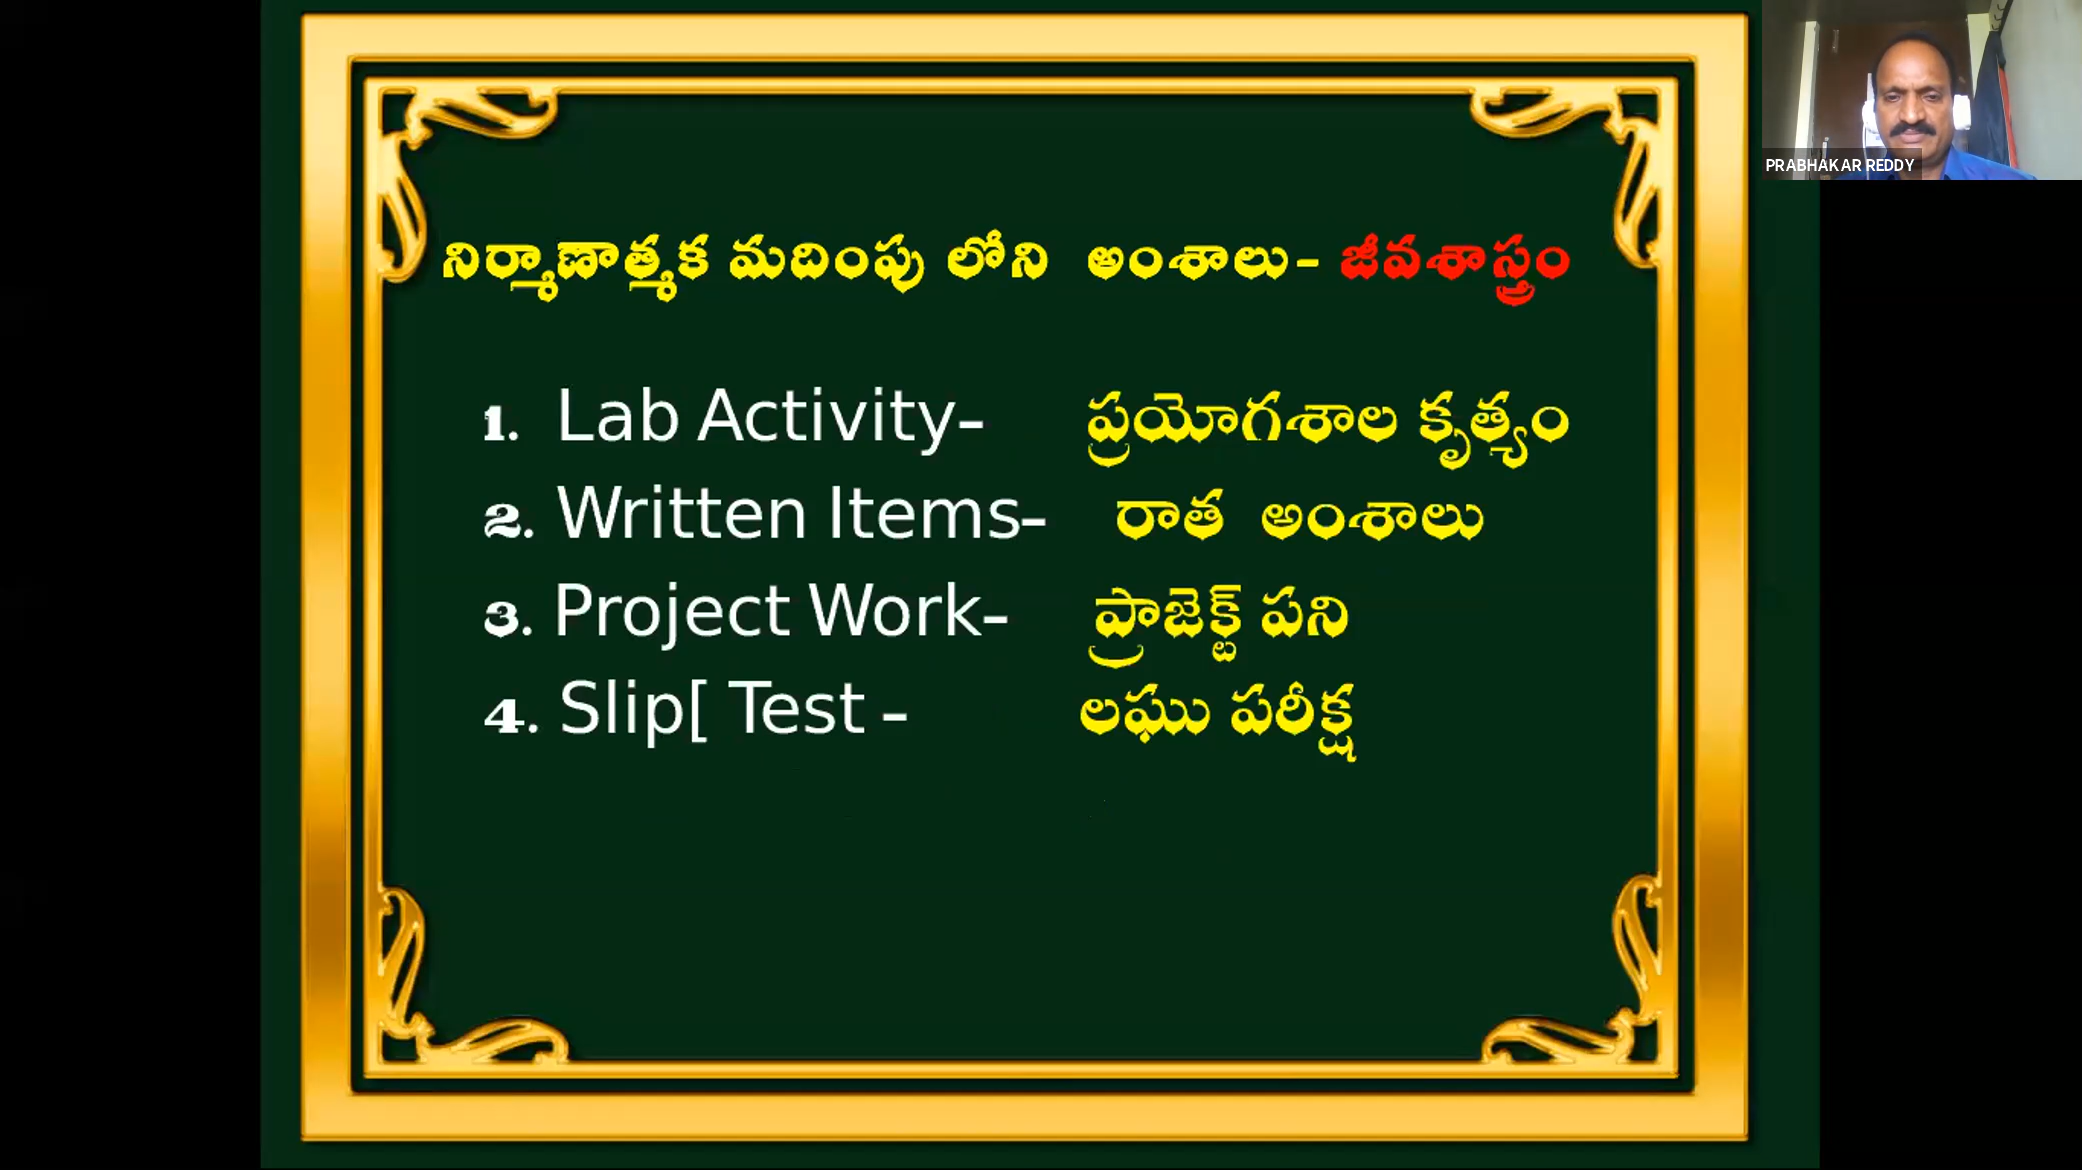 నిర్మాణాత్మక మదింపు లోని అంశాలు- జీవశాస్త్రం
1. Lab Activity- ప్రయోగశాల కృత్యం
2. Written Items- రాత అంశాలు
3. Project Work- ప్రాజెక్ట్ పని
4. Slip[ Test - లఘు పరీక్ష
PRABHAKAR REDDY